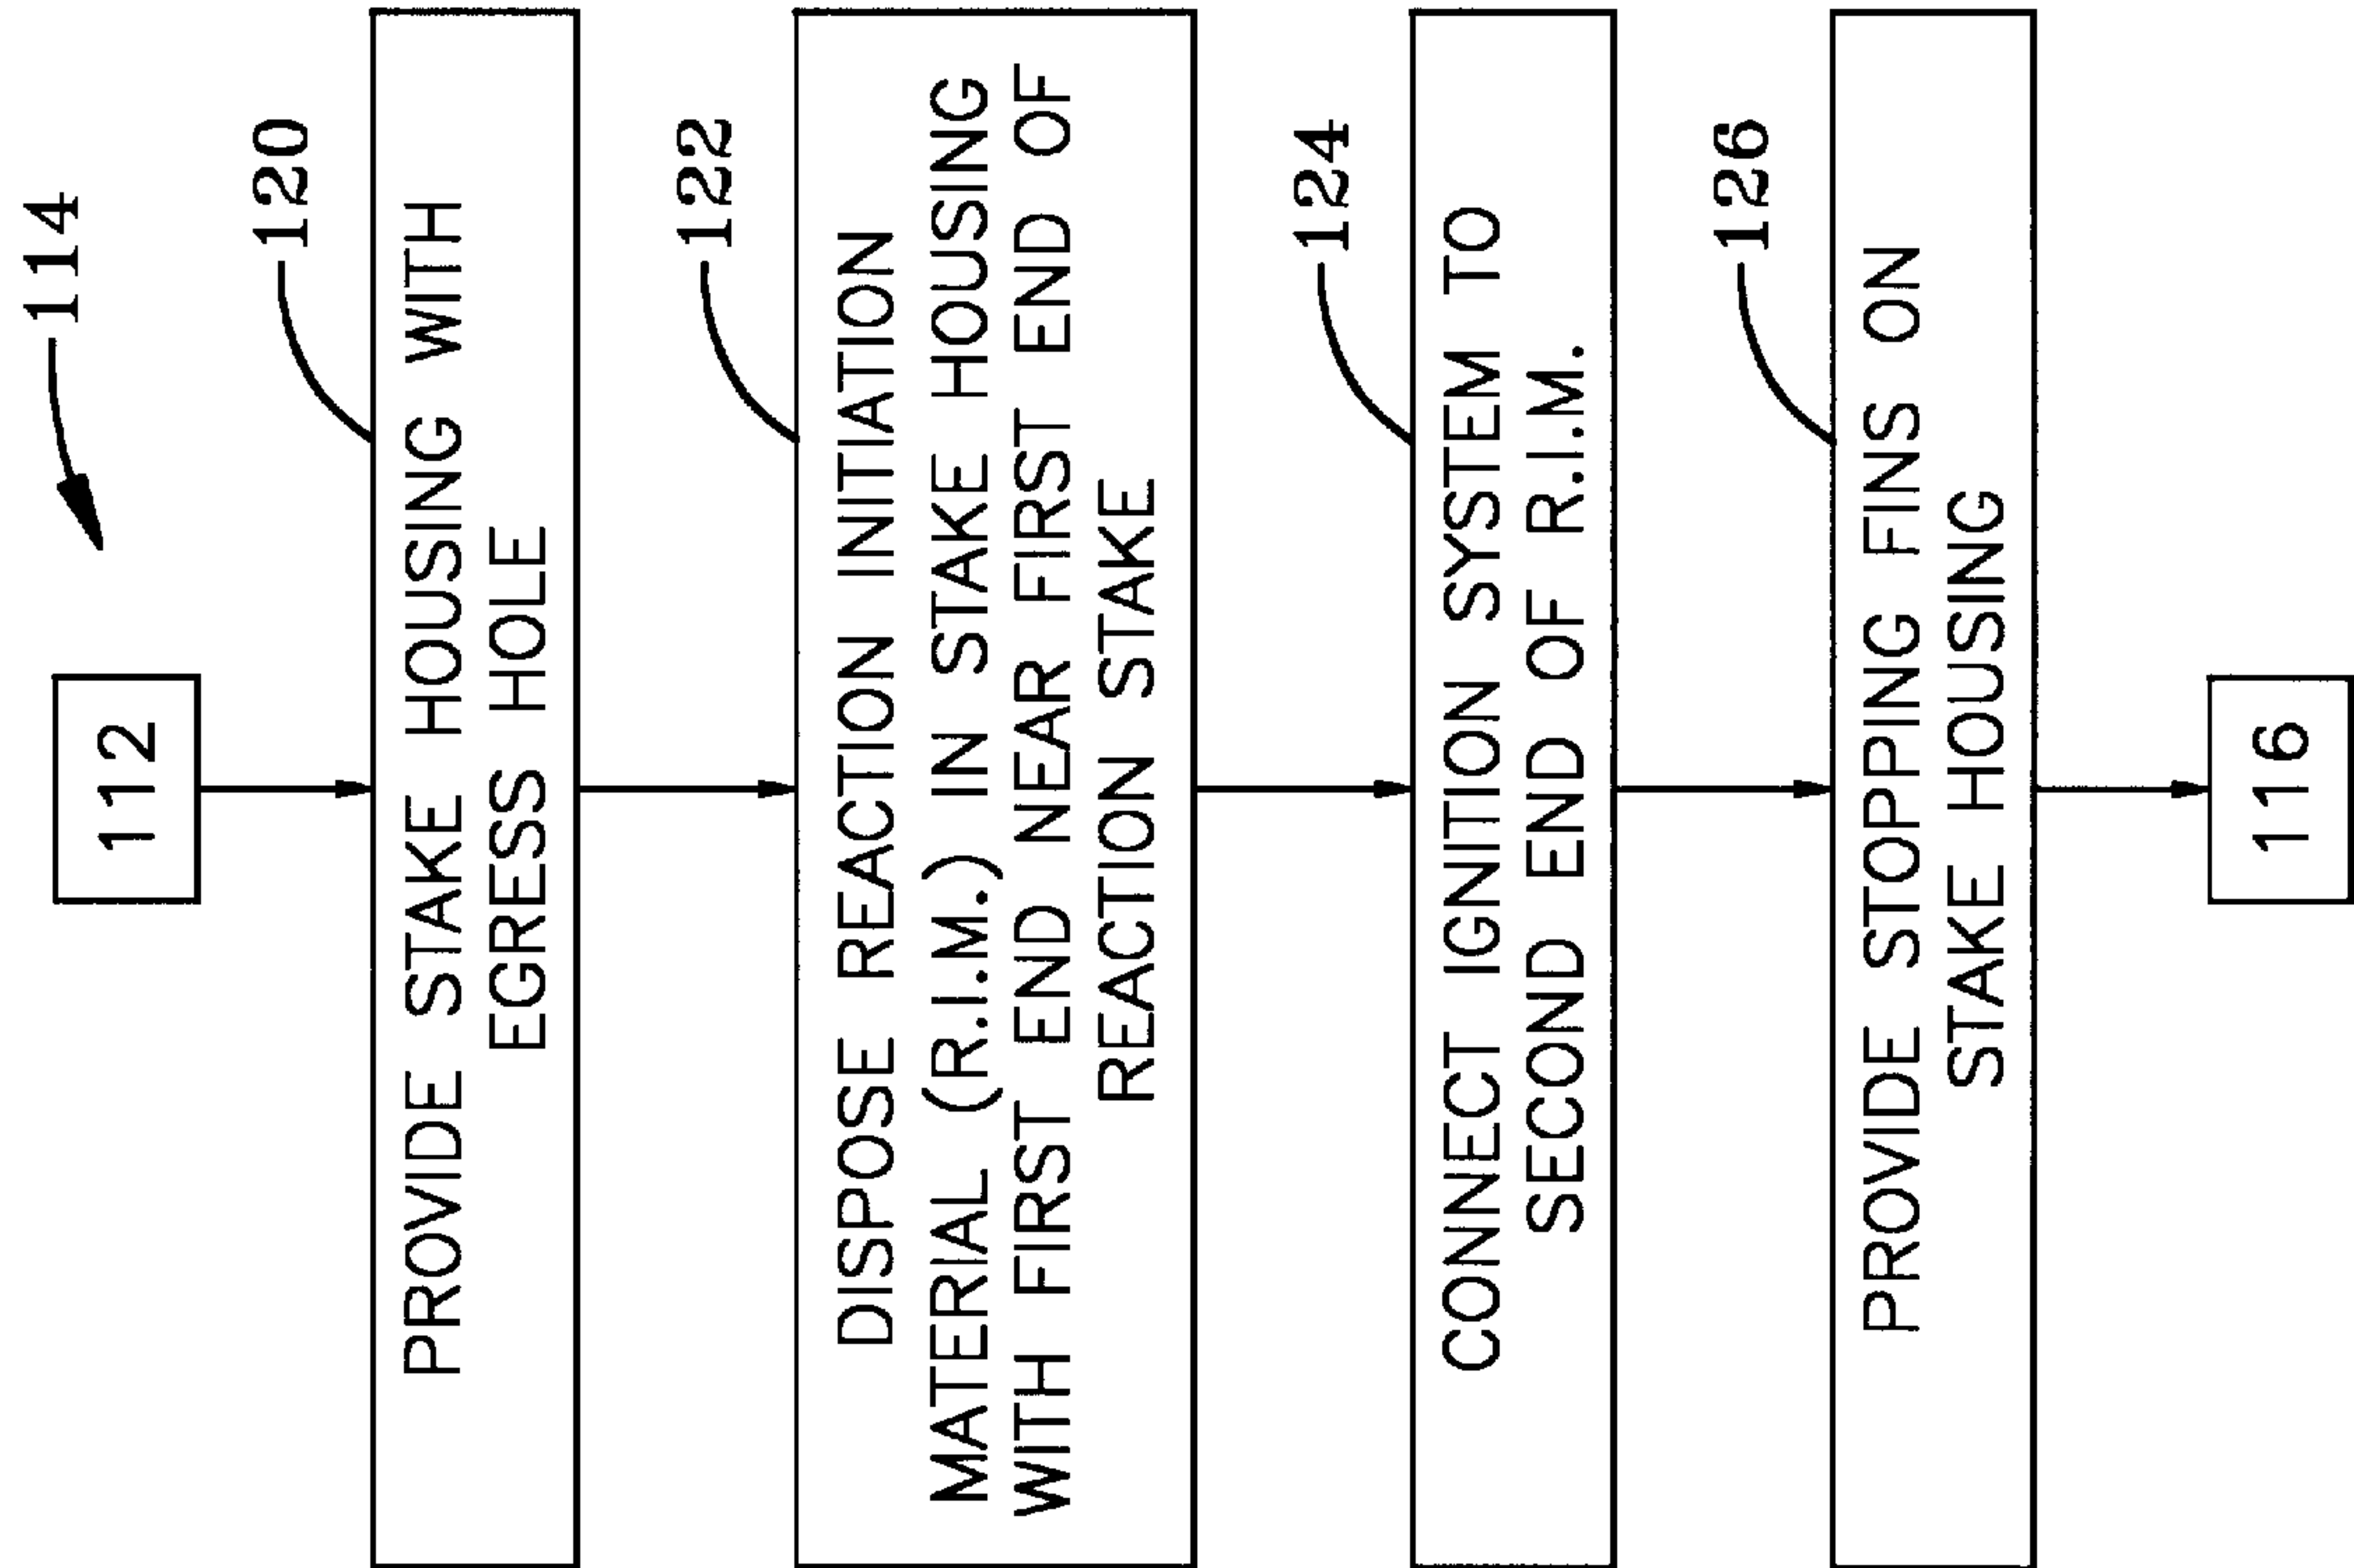 114
112
120
PROVIDE STAKE HOUSING WITH
EGRESS HOLE
122
DISPOSE REACTION INITIATION
MATERIAL (R.I.M.) IN STAKE HOUSING
WITH FIRST END NEAR FIRST END OF
REACTION STAKE
124
CONNECT IGNITION SYSTEM TO
SECOND END OF R.I.M.
126
PROVIDE STOPPING FINS ON
STAKE HOUSING
116